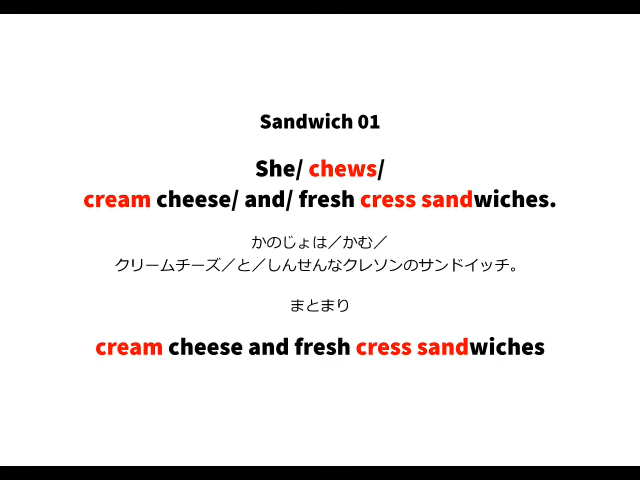 Sandwich 01
She/ chews/
cream cheese/ and/ fresh cress sandwiches.
かのじょは／かむ／
クリームチーズ／と／しんせんなクレソンのサンドイッチ。
まとまり
cream cheese and fresh cress sandwiches